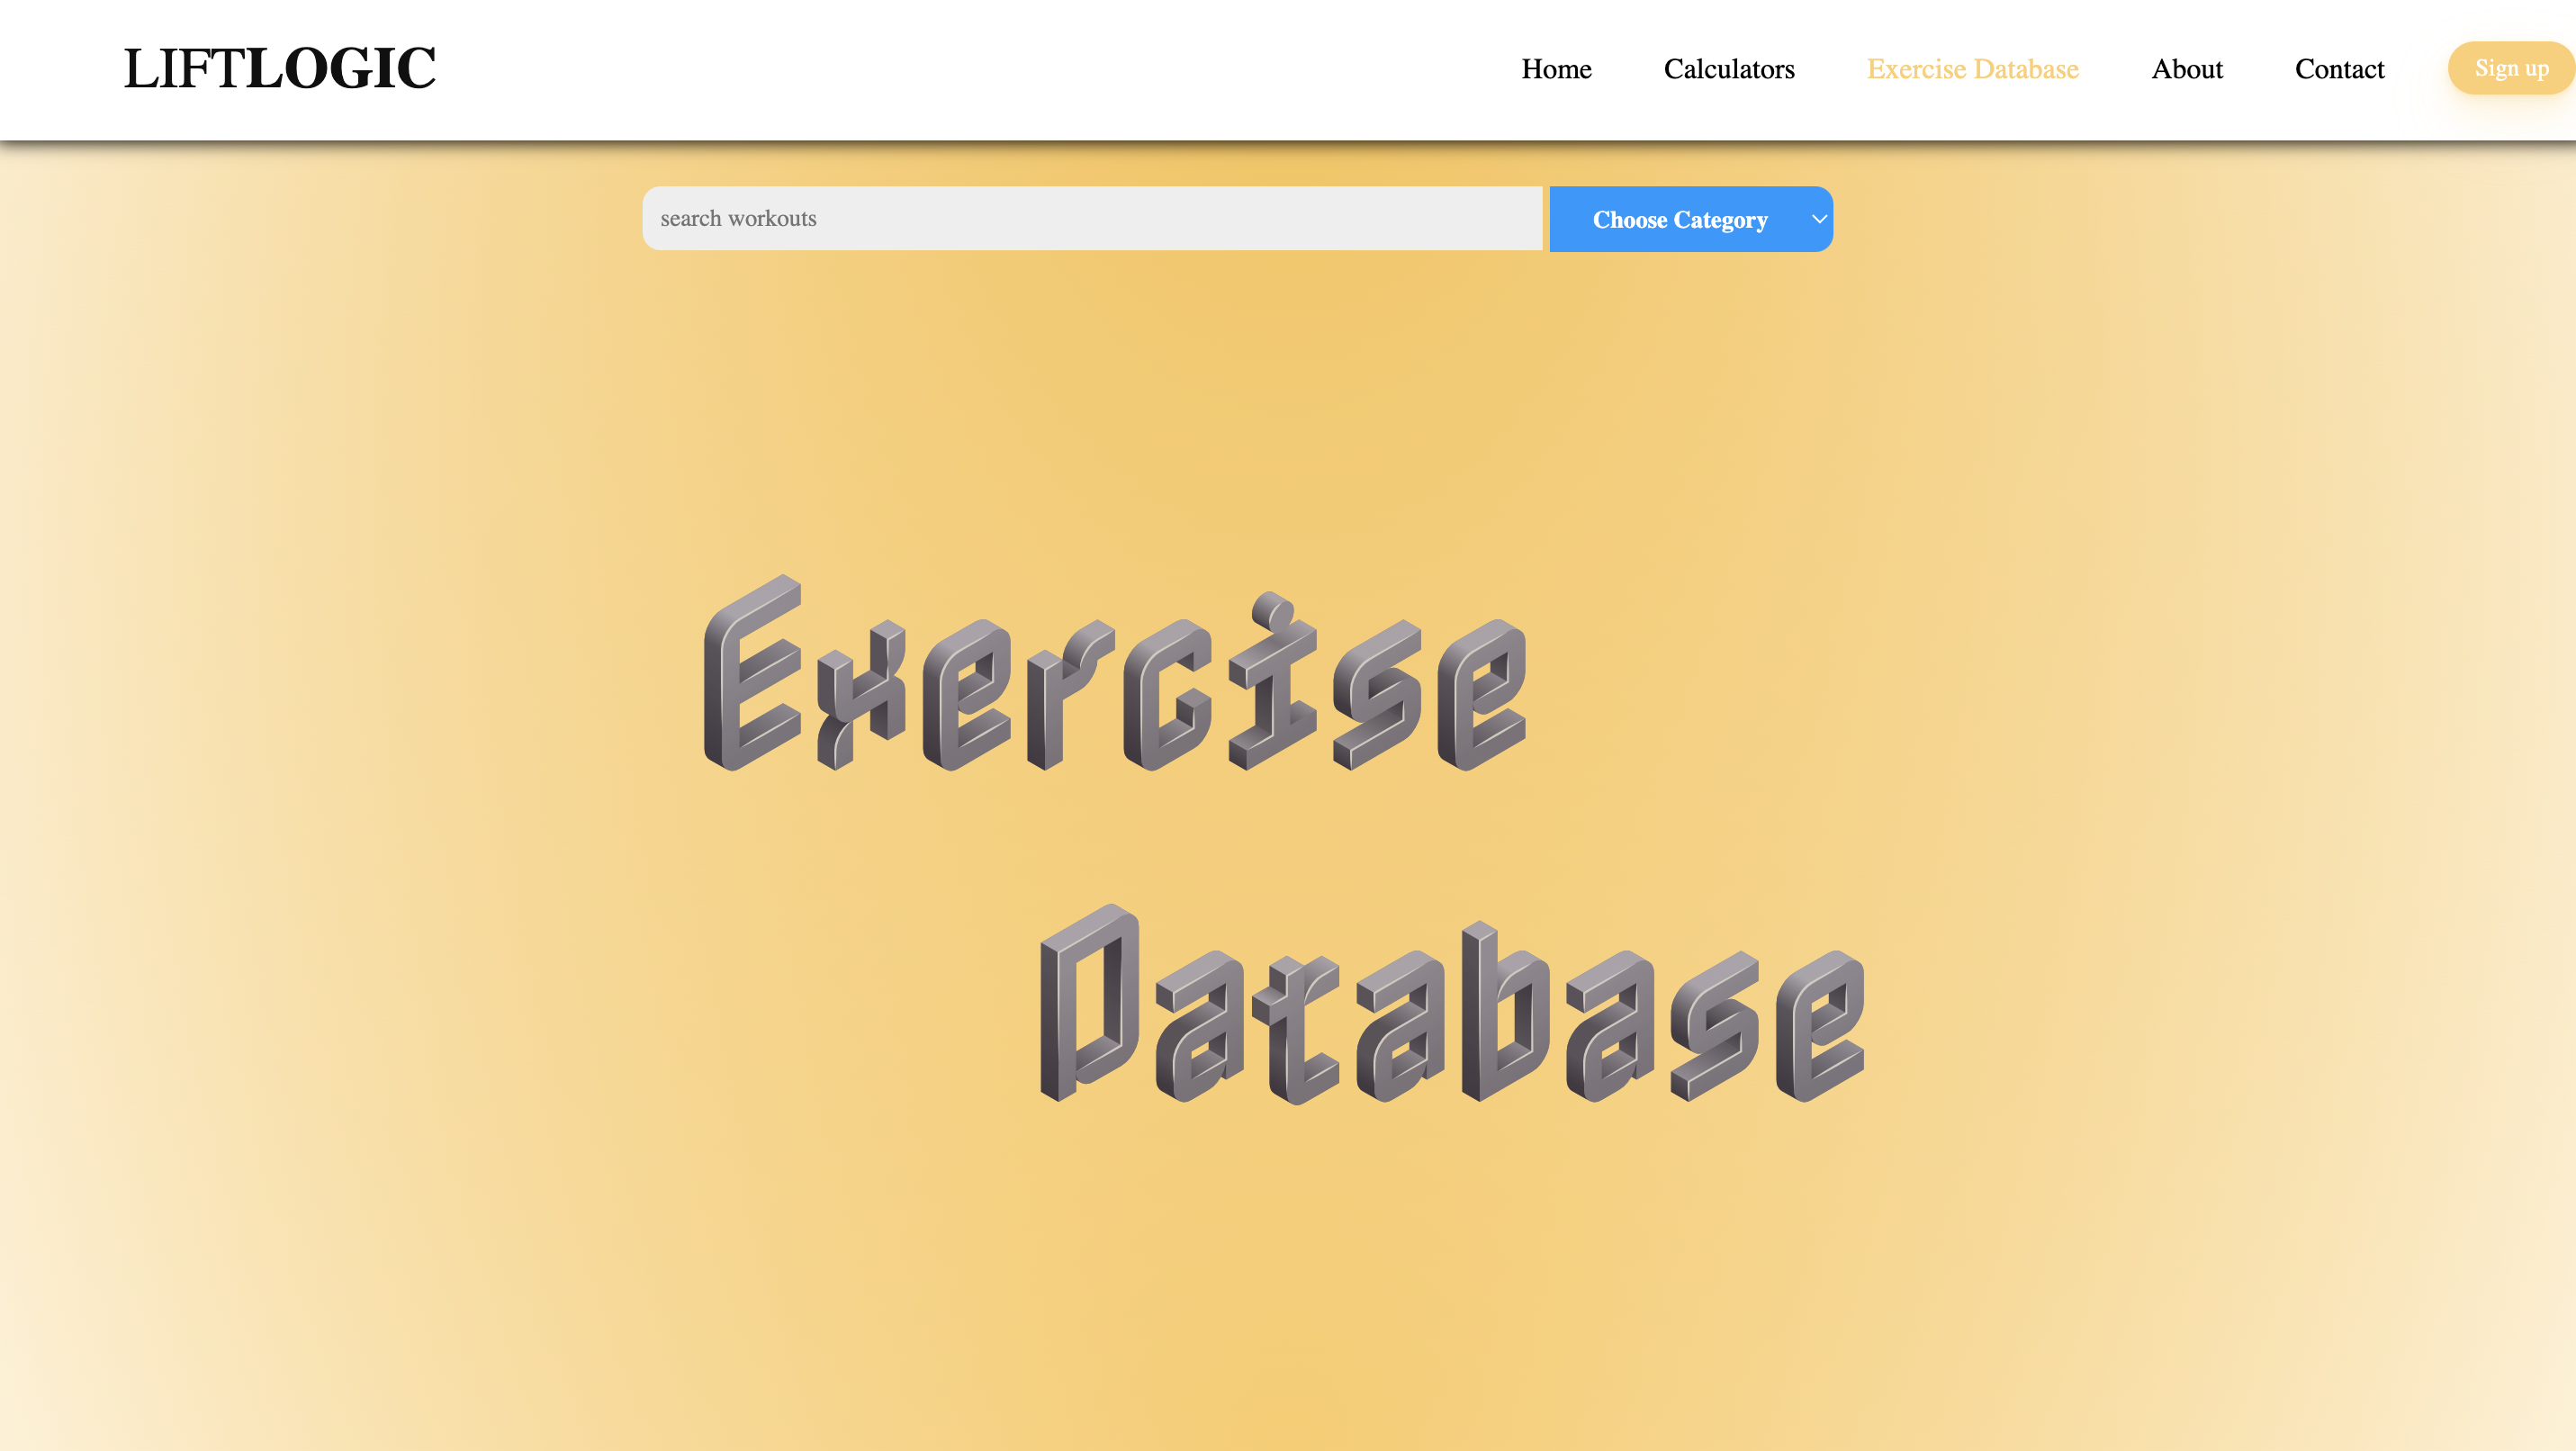 LIFTLOGIC
Home Calculators Exercise Database About Contact Sign up
search workouts Choose Category
Exercise
Database